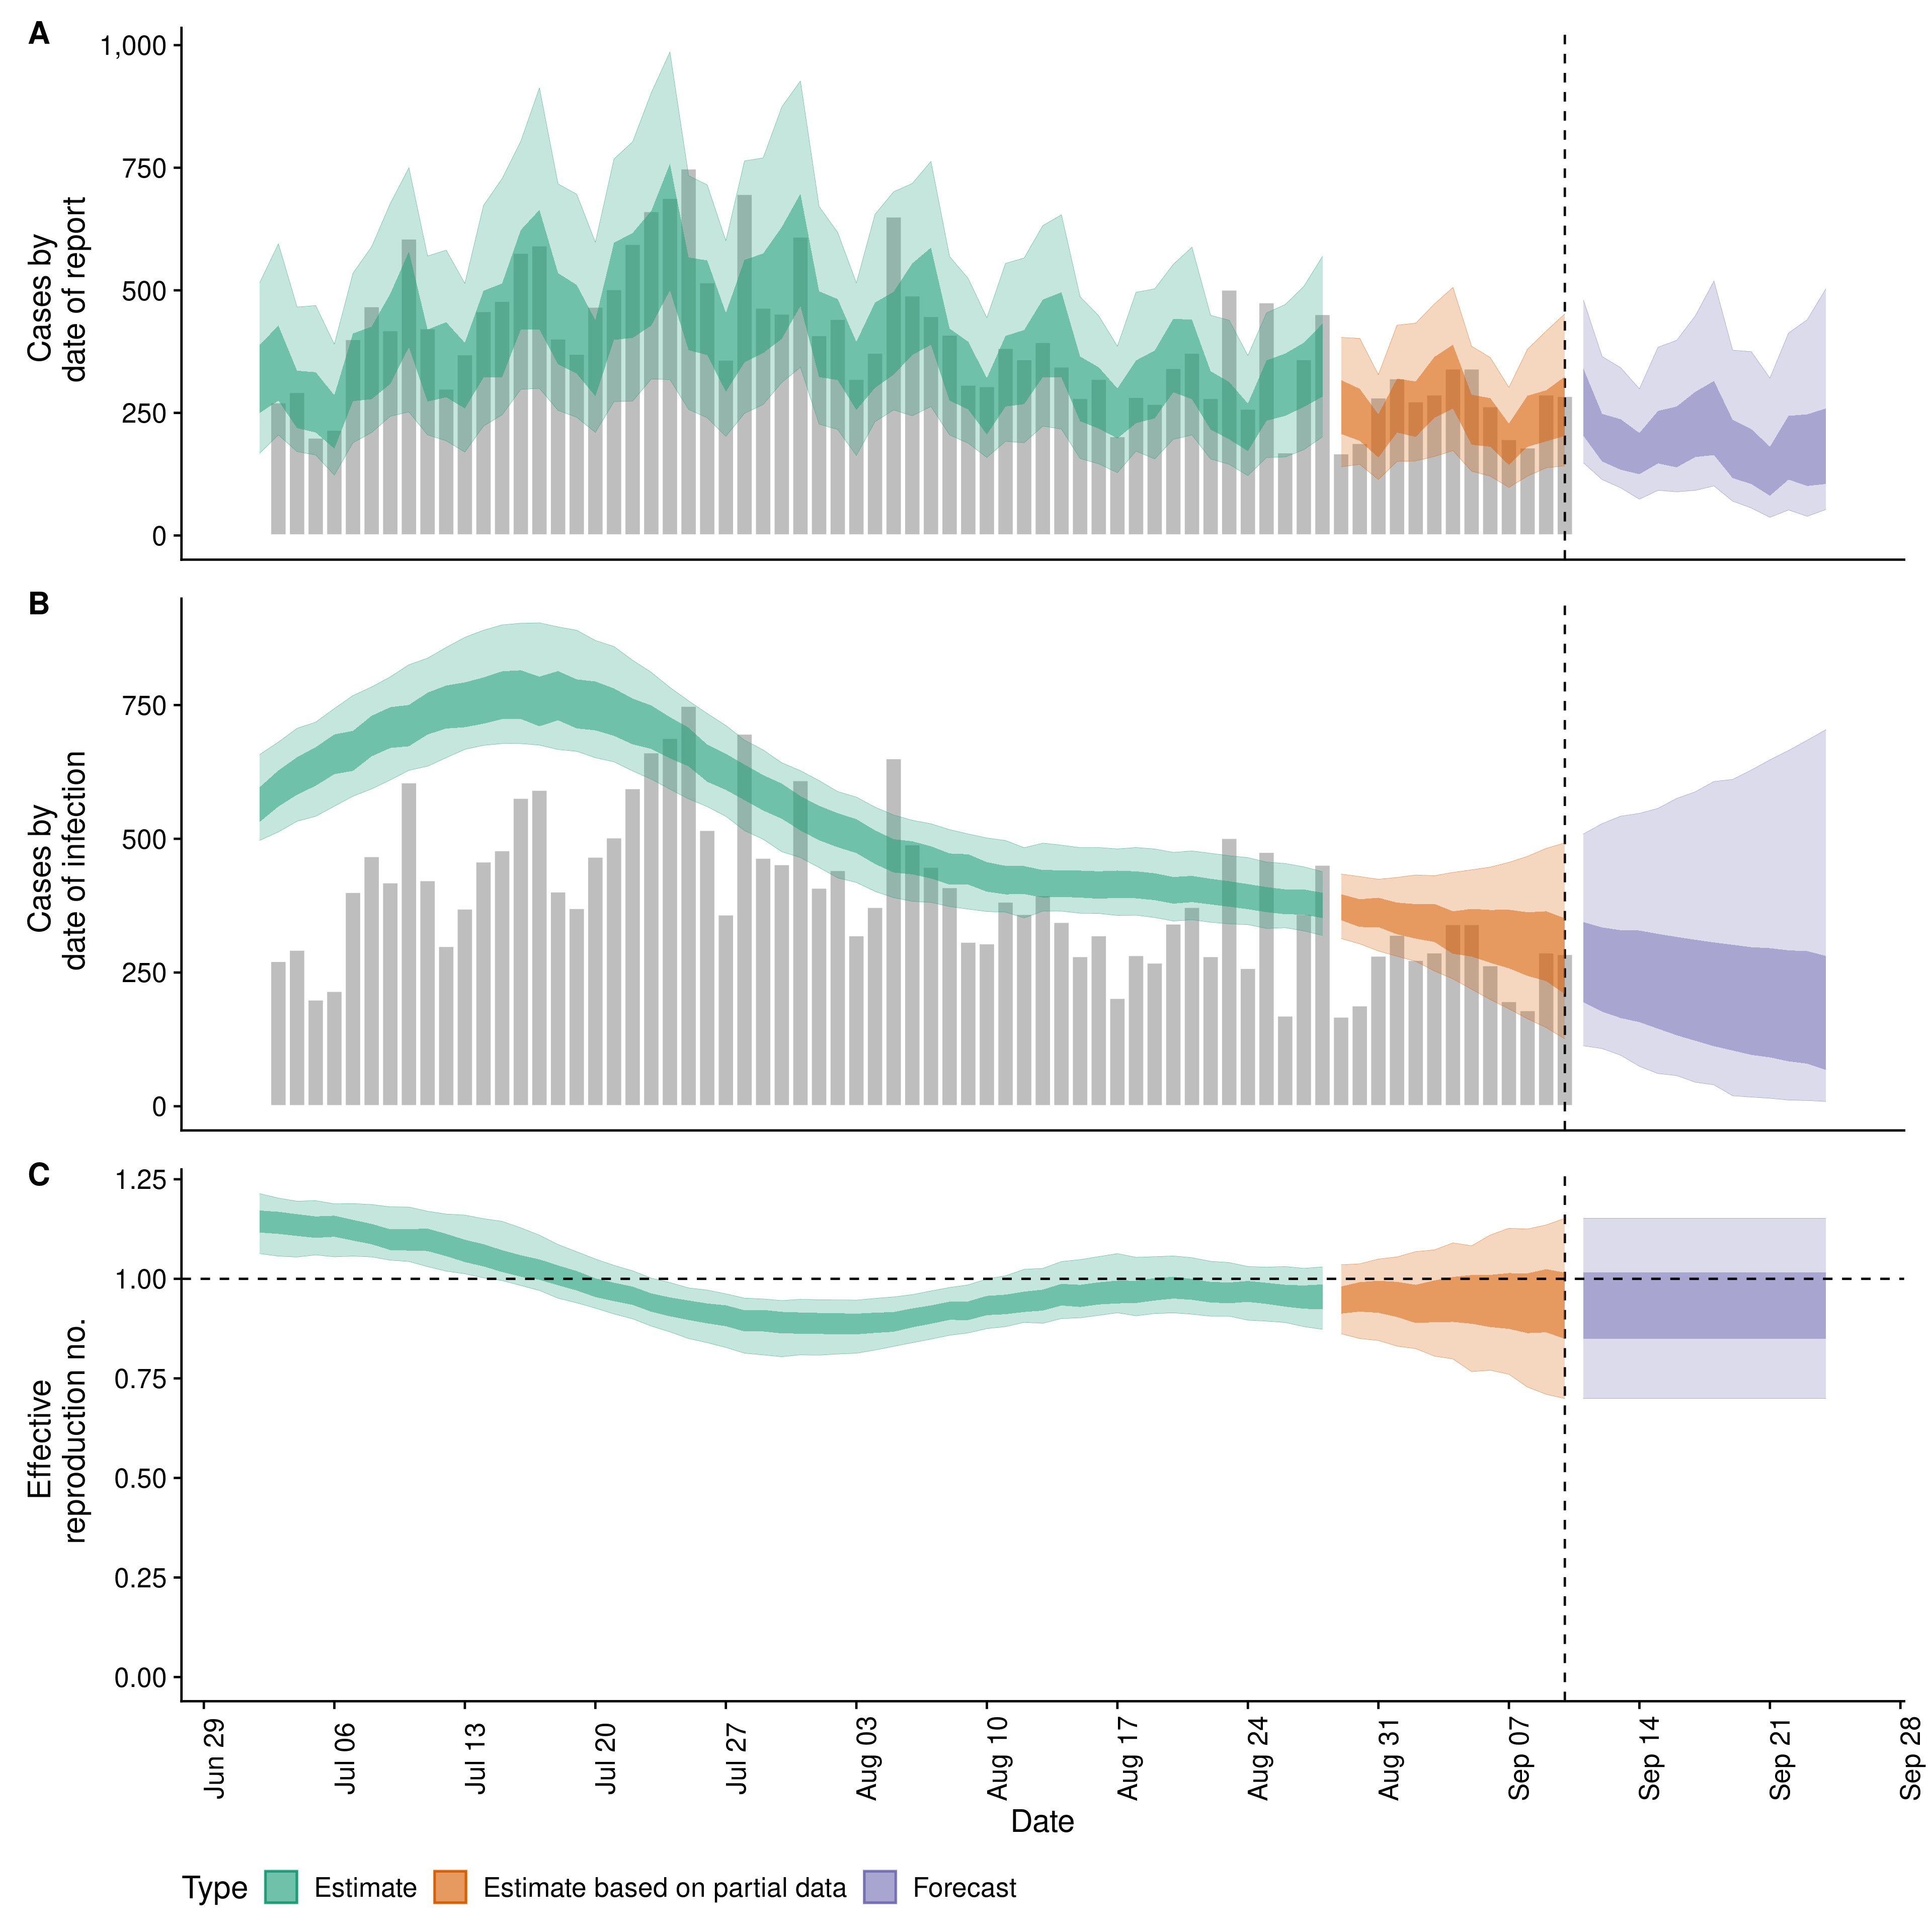 A
1,000
750
500
250
0
Cases by
date of report
B
750
500
250
0
Cases by
date of infection
C
1.25
1.00
0.75
0.50
0.25
0.00
Effective
reproduction no.
Jun 29
Jul 06
Jul 13
Jul 20
Jul 27
Aug 03
Aug 10
Aug 17
Aug 24
Aug 31
Sep 07
Sep 14
Sep 21
Sep 28
Date
Type Estimate Estimate based on partial data Forecast